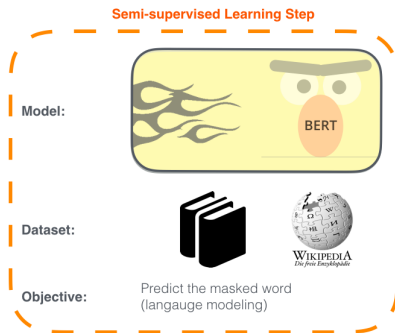 Semi-supervised Learning Step
Model:
BERT
Dataset:
WIKIPEDIA
Die freie Enzyklopädie
Objective:
Predict the masked word
(langauge modeling)